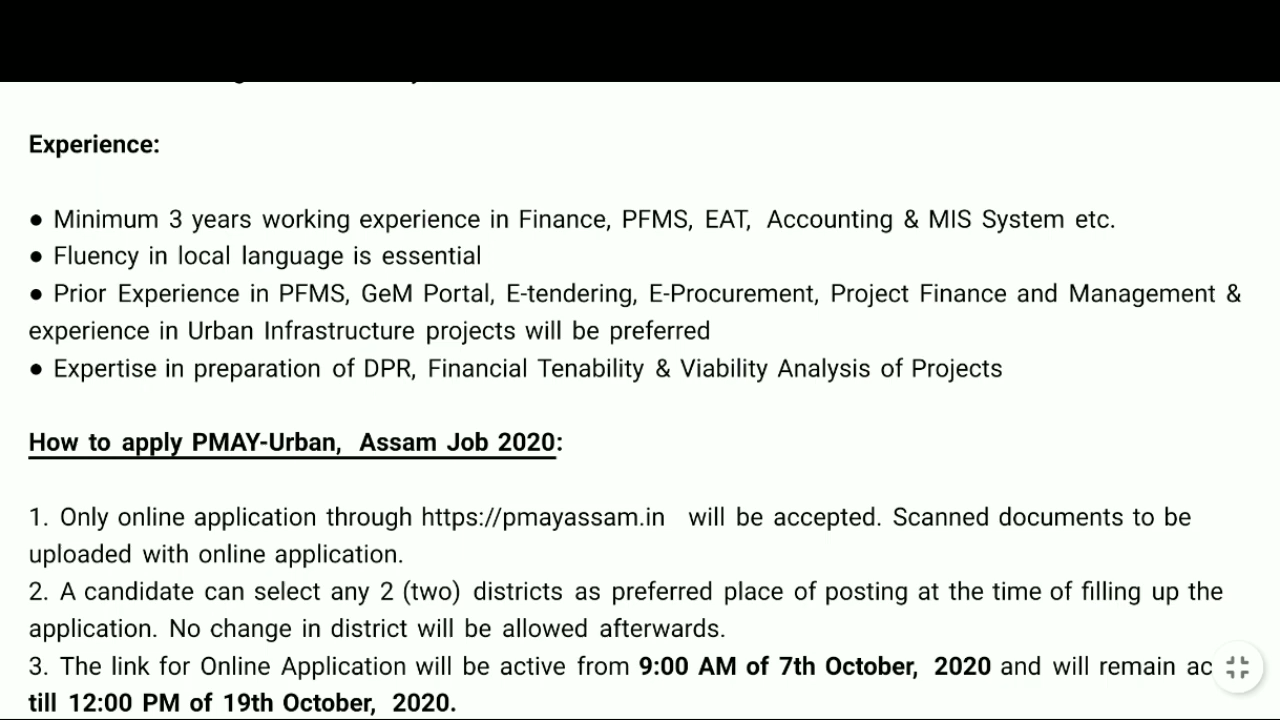 Experience:
● Minimum 3 years working experience in Finance, PFMS, EAT, Accounting & MIS System etc.
● Fluency in local language is essential
● Prior Experience in PFMS, GeM Portal, E-tendering, E-Procurement, Project Finance and Management &
experience in Urban Infrastructure projects will be preferred
● Expertise in preparation of DPR, Financial Tenability & Viability Analysis of Projects
How to apply PMAY-Urban, Assam Job 2020:
1. Only online application through https://pmayassam.in will be accepted. Scanned documents to be
uploaded with online application.
2. A candidate can select any 2 (two) districts as preferred place of posting at the time of filling up the
application. No change in district will be allowed afterwards.
3. The link for Online Application will be active from 9:00 AM of 7th October, 2020 and will remain ac
till 12:00 PM of 19th October, 2020.